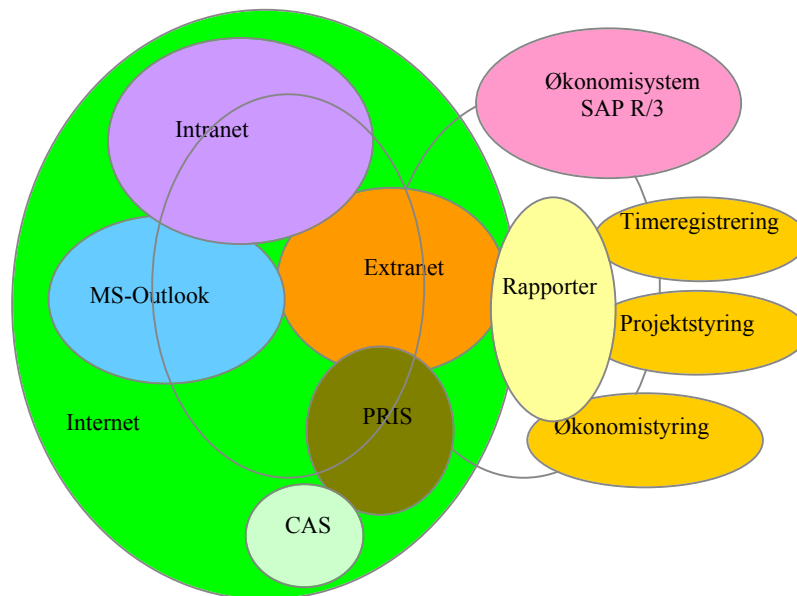 Økonomisystem
SAP R/3
Intranet
Timeregistrering
Extranet
Rapporter
MS-Outlook
Projektstyring
Internet
PRIS
Økonomistyring
CAS